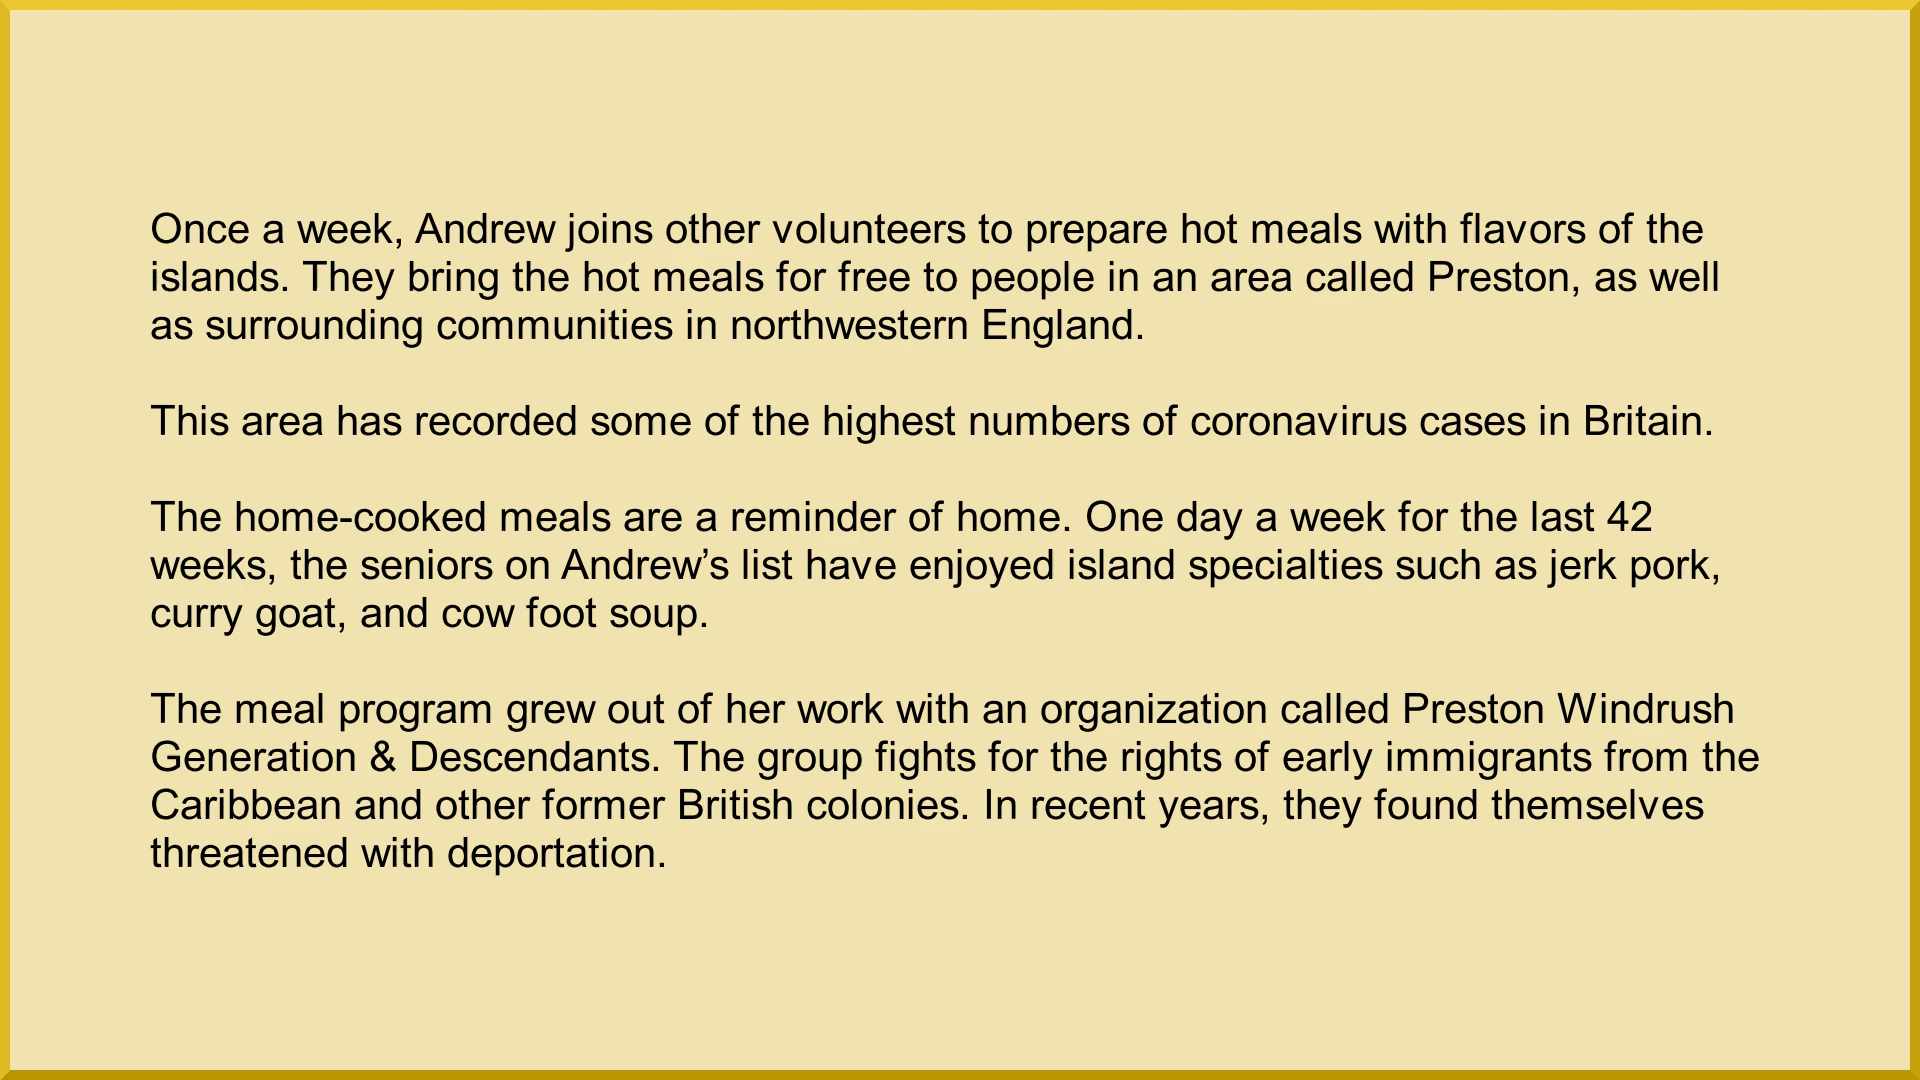 Once a week, Andrew joins other volunteers to prepare hot meals with flavors of the
islands. They bring the hot meals for free to people in an area called Preston, as well
as surrounding communities in northwestern England.
This area has recorded some of the highest numbers of coronavirus cases in Britain.
The home-cooked meals are a reminder of home. One day a week for the last 42
weeks, the seniors on Andrew’s list have enjoyed island specialties such as jerk pork,
curry goat, and cow foot soup.
The meal program grew out of her work with an organization called Preston Windrush
Generation & Descendants. The group fights for the rights of early immigrants from the
Caribbean and other former British colonies. In recent years, they found themselves
threatened with deportation.